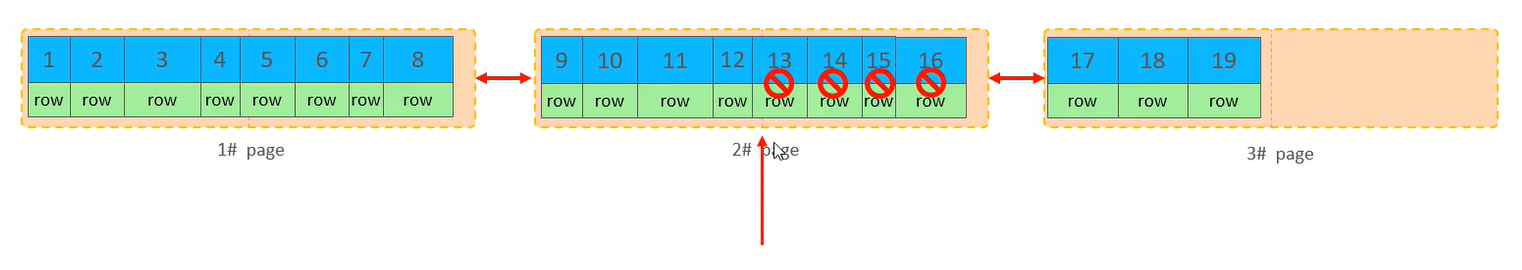 1 2 3 4 5 6 7 8
row row row row row row row row
1# page
9 10 11 12 13 14 15 16
row row row row row row row row
2# page
17 18 19
row row row
3# page